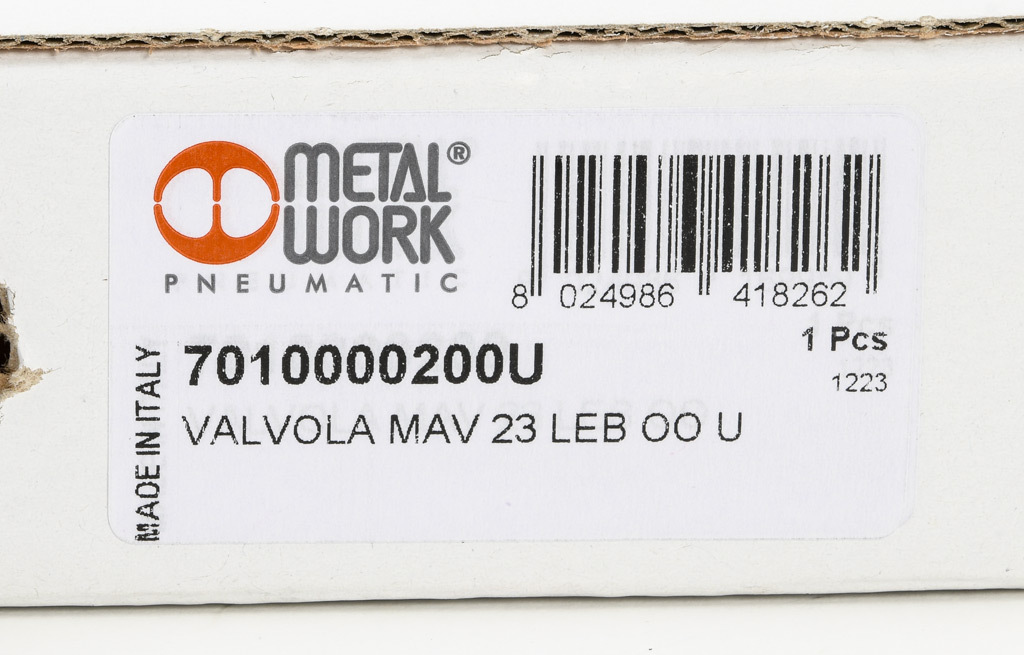 METAL®
WORK
PNEUMATIC
8 024986 418262
1 Pcs
1223
7010000200U
VALVOLA MAV 23 LEB OO U
MADE IN ITALY